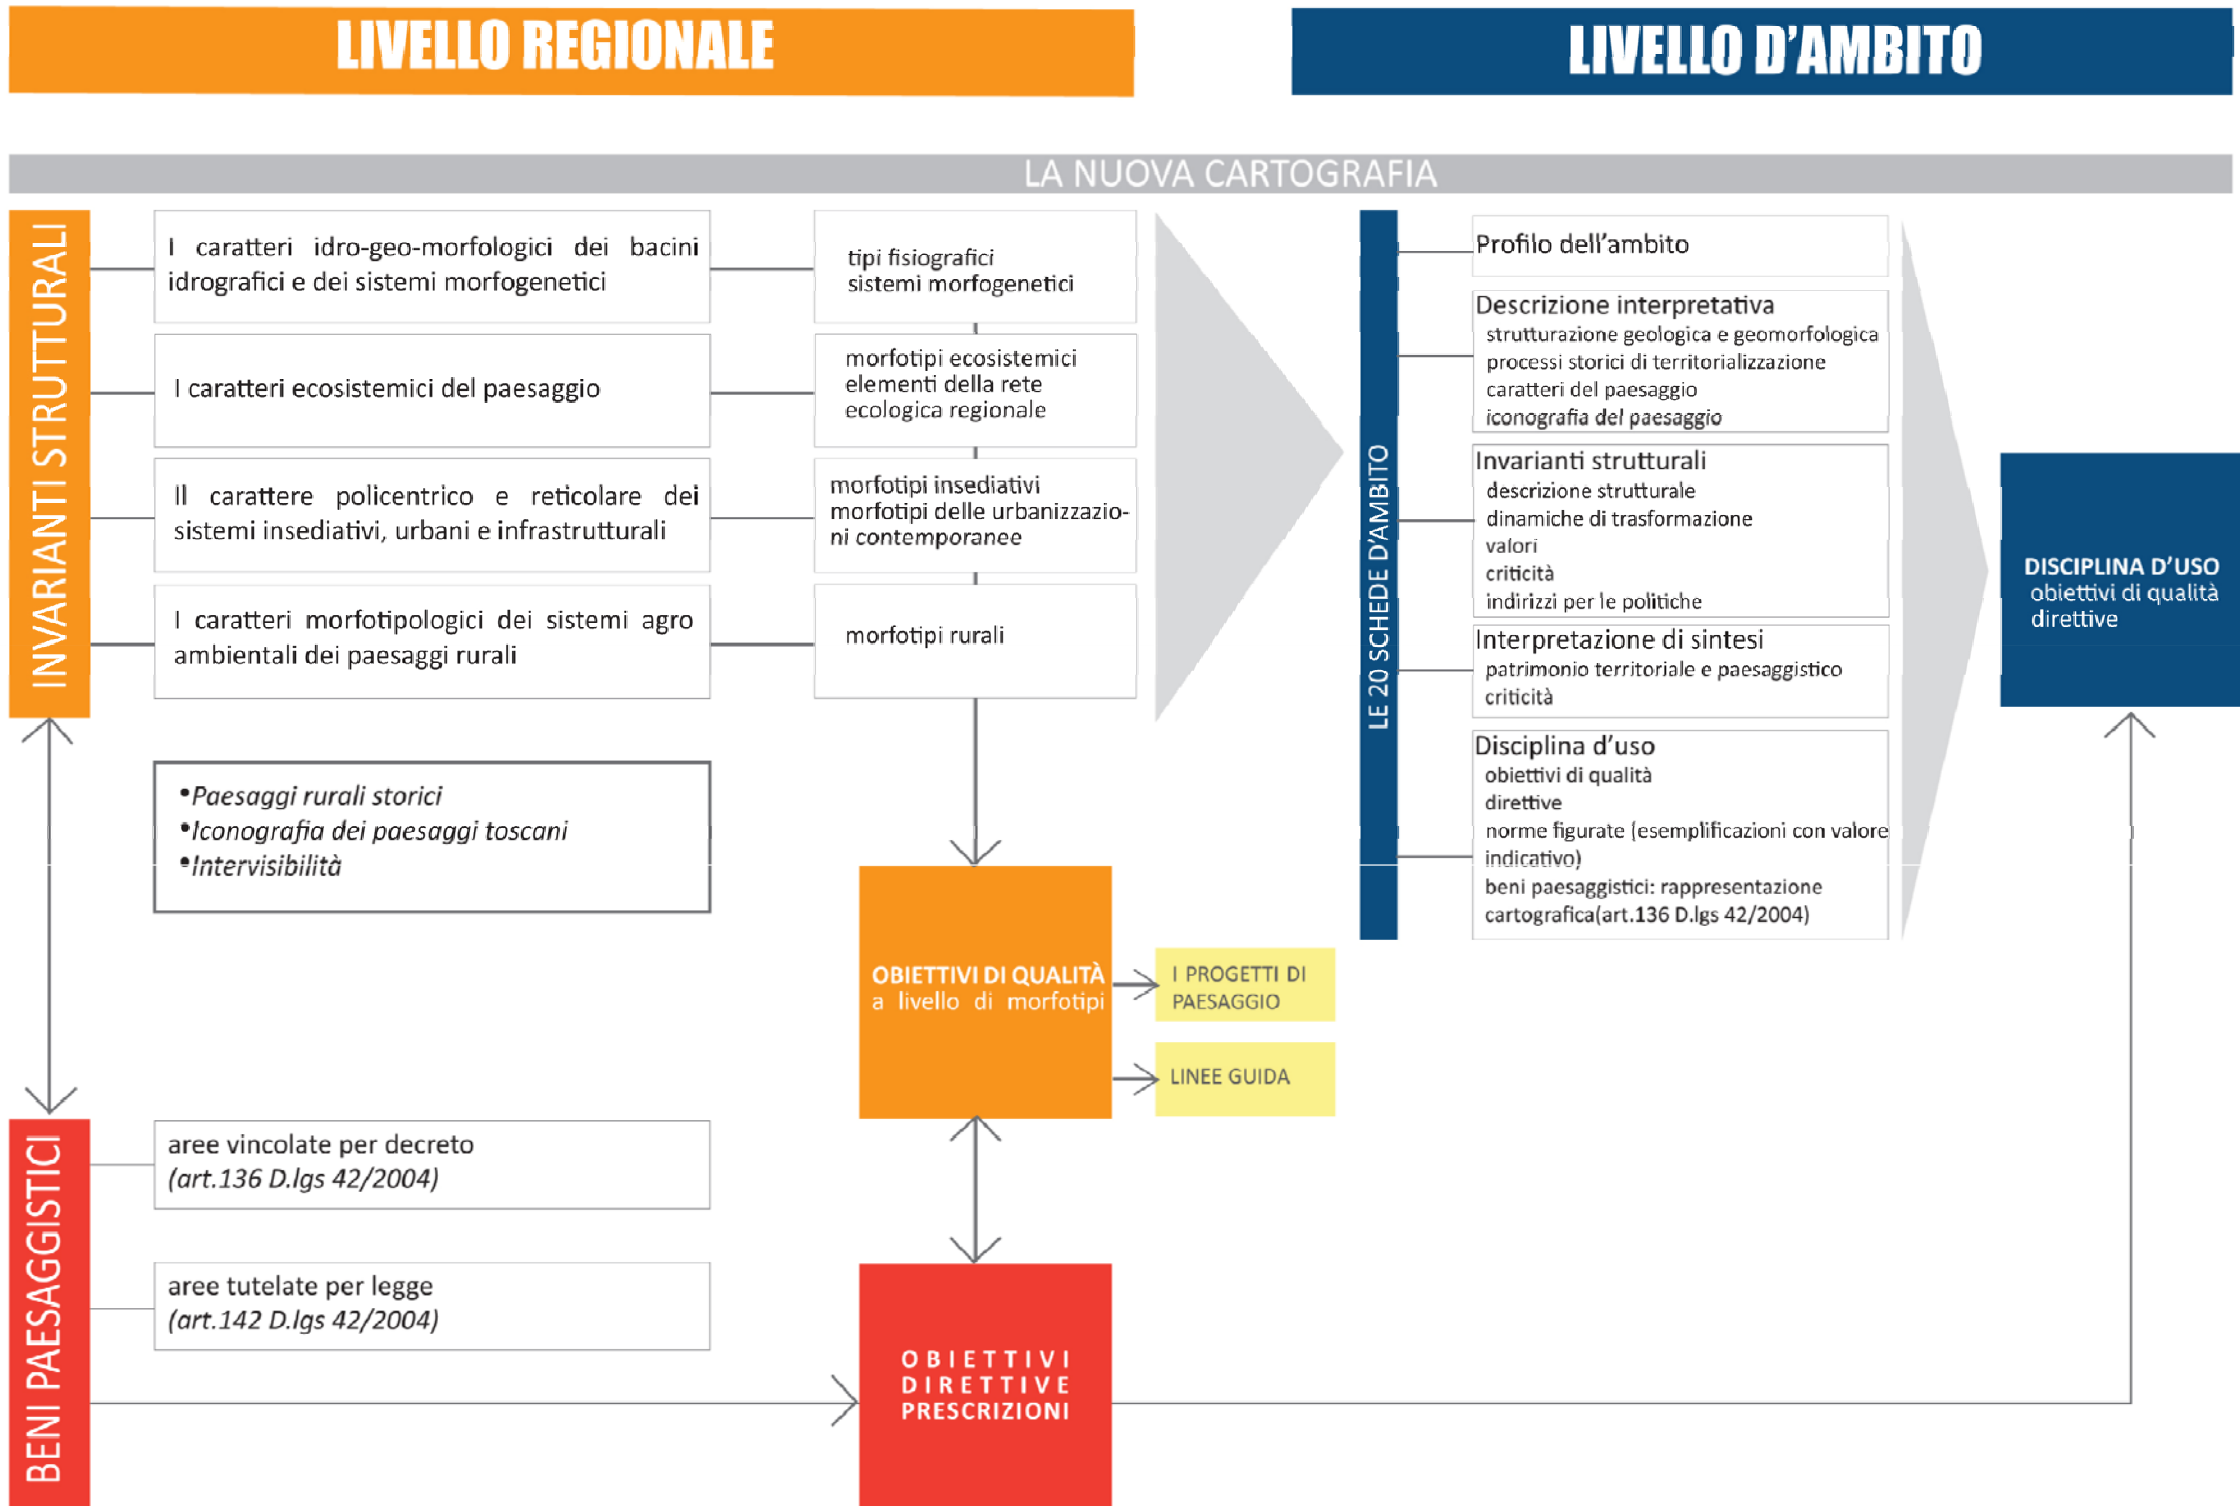 LIVELLO REGIONALE
LIVELLO D'AMBITO
LA NUOVA CARTOGRAFIA
INVARIANTI STRUTTURALI
I caratteri idro-geo-morfologici dei bacini
idrografici e dei sistemi morfogenetici
tipi fisiografici
sistemi morfogenetici
I caratteri ecosistemici del paesaggio
morfotipi ecosistemici
elementi della rete
ecologica regionale
Il carattere policentrico e reticolare dei
sistemi insediativi, urbani e infrastrutturali
morfotipi insediativi
morfotipi delle urbanizzazio-
ni contemporanee
I caratteri morfotipologici dei sistemi agro
ambientali dei paesaggi rurali
morfotipi rurali
•Paesaggi rurali storici
•Iconografia dei paesaggi toscani
•Intervisibilità
OBIETTIVI DI QUALITÀ
a livello di morfotipi
I PROGETTI DI
PAESAGGIO
LINEE GUIDA
BENI PAESAGGISTICI
aree vincolate per decreto
(art.136 D.lgs 42/2004)
aree tutelate per legge
(art.142 D.lgs 42/2004)
OBIETTIVI
DIRETTIVE
PRESCRIZIONI
LE 20 SCHEDE D'AMBITO
Profilo dell'ambito
Descrizione interpretativa
strutturazione geologica e geomorfologica
processi storici di territorializzazione
caratteri del paesaggio
iconografia del paesaggio
Invarianti strutturali
descrizione strutturale
dinamiche di trasformazione
valori
criticità
indirizzi per le politiche
Interpretazione di sintesi
patrimonio territoriale e paesaggistico
criticità
Disciplina d'uso
obiettivi di qualità
direttive
norme figurate (esemplificazioni con valore
indicativo)
beni paesaggistici: rappresentazione
cartografica(art.136 D.lgs 42/2004)
DISCIPLINA D'USO
obiettivi di qualità
direttive